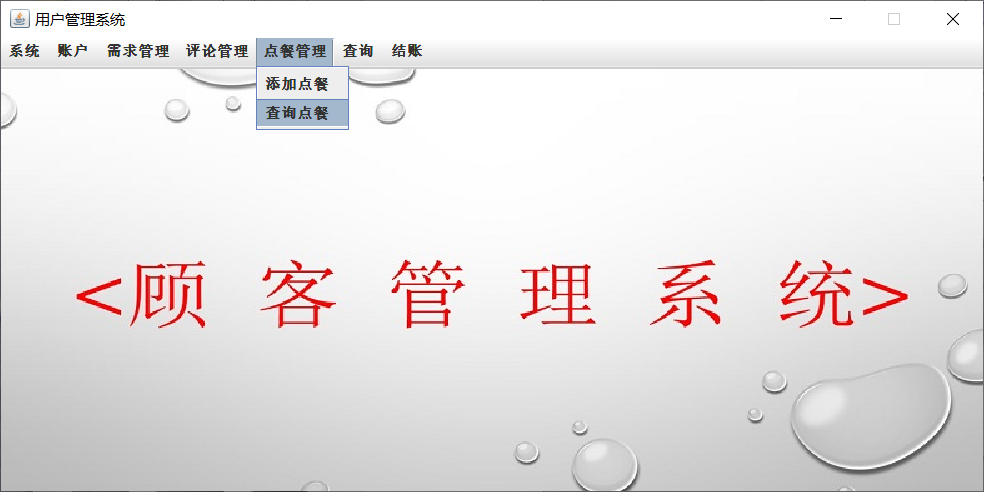 用户管理系统
系统 账户 需求管理 评论管理 点餐管理 查询 结账
添加点餐
查询点餐
<顾 客 管 理 系 统>